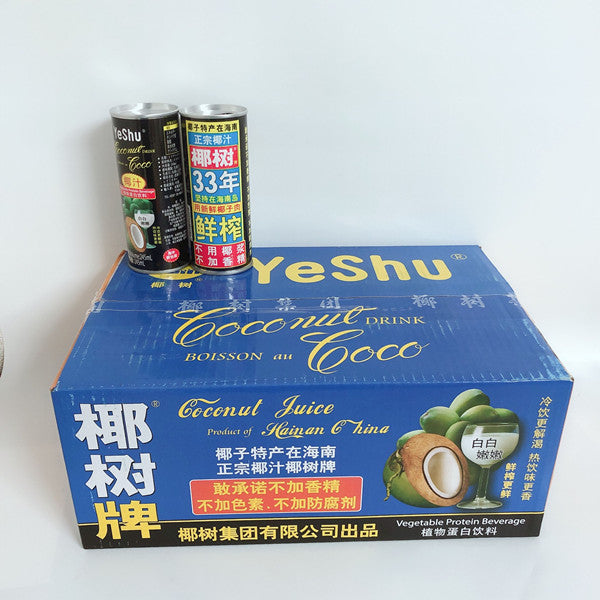 YeShu®
Coconut DRINK
Coco
椰汁
白白
嫩嫩
椰子特产在海南
正宗椰汁
椰树
33年
坚持在海南岛
用新鲜椰子肉
鲜榨
不用椰浆
不加香精
YeShu®
椰树
椰树集团 椰树
Coconut DRINK
BOISSON au Coco
椰树牌®
Coconut Juice
Product of Hainan China
椰子特产在海南
正宗椰汁椰树牌
敢承诺不加香精
不加色素.不加防腐剂
椰树集团有限公司出品
白白
嫩嫩
冷饮更解渴
热饮味更香
鲜榨更鲜
Vegetable Protein Beverage
植物蛋白饮料